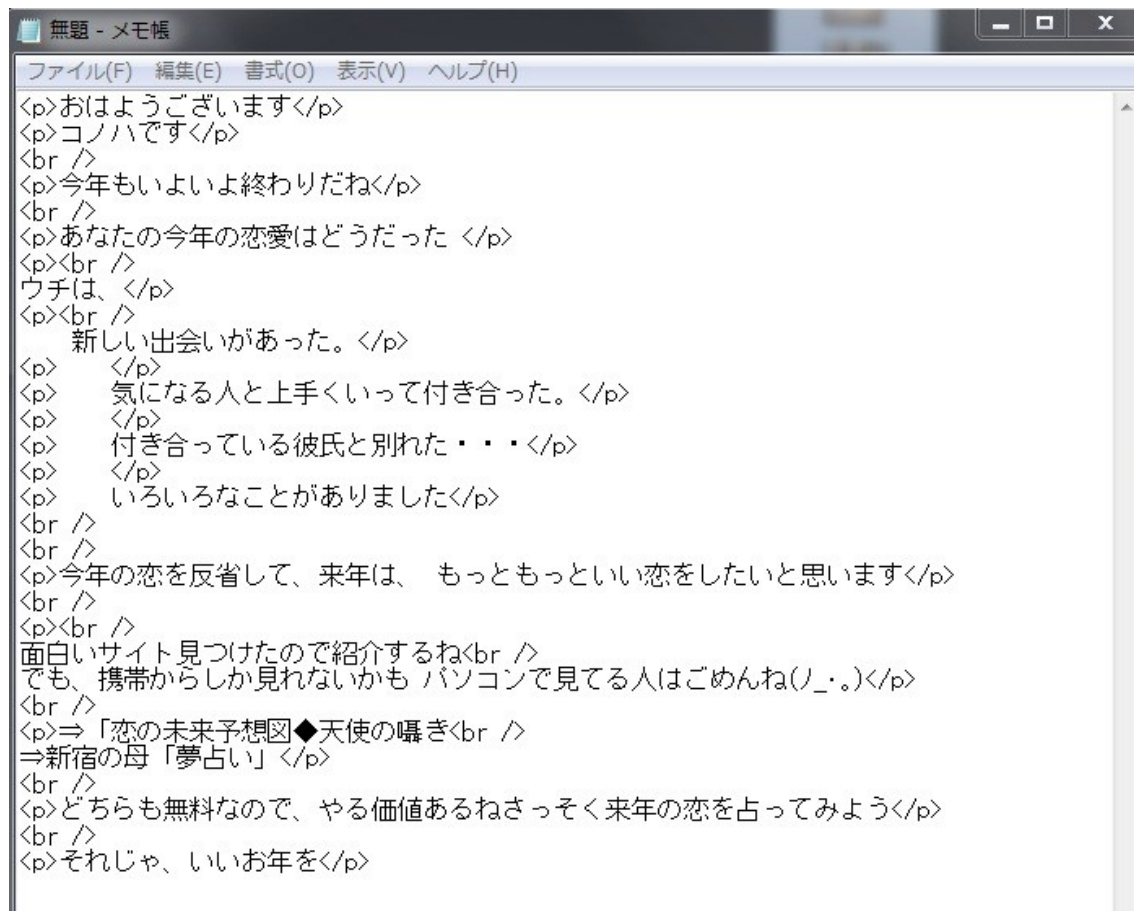 無題 - メモ帳
ファイル(F) 編集(E) 書式(O) 表示(V) ヘルプ(H)
<p>おはようございます</p>
<p>コノハです</p>
<br />
<p>今年もいよいよ終わりだね</p>
<br />
<p>あなたの今年の恋愛はどうだった </p>
<p><br />
ウチは、</p>
<p><br />
    新しい出会いがあった。</p>
<p>    </p>
<p>    気になる人と上手くいって付き合った。</p>
<p>    </p>
<p>    付き合っている彼氏と別れた・・・</p>
<p>    </p>
<p>    いろいろなことがありました</p>
<br />
<br />
<p>今年の恋を反省して、来年は、 もっともっといい恋をしたいと思います</p>
<br />
<p><br />
面白いサイト見つけたので紹介するね<br />
でも、携帯からしか見れないかも パソコンで見てる人はごめんね(ノ_・。)</p>
<br />
<p>⇒「恋の未来予想図◆天使の囁き<br />
⇒新宿の母「夢占い」</p>
<br />
<p>どちらも無料なので、やる価値あるねさっそく来年の恋を占ってみよう</p>
<br />
<p>それじゃ、いいお年を</p>